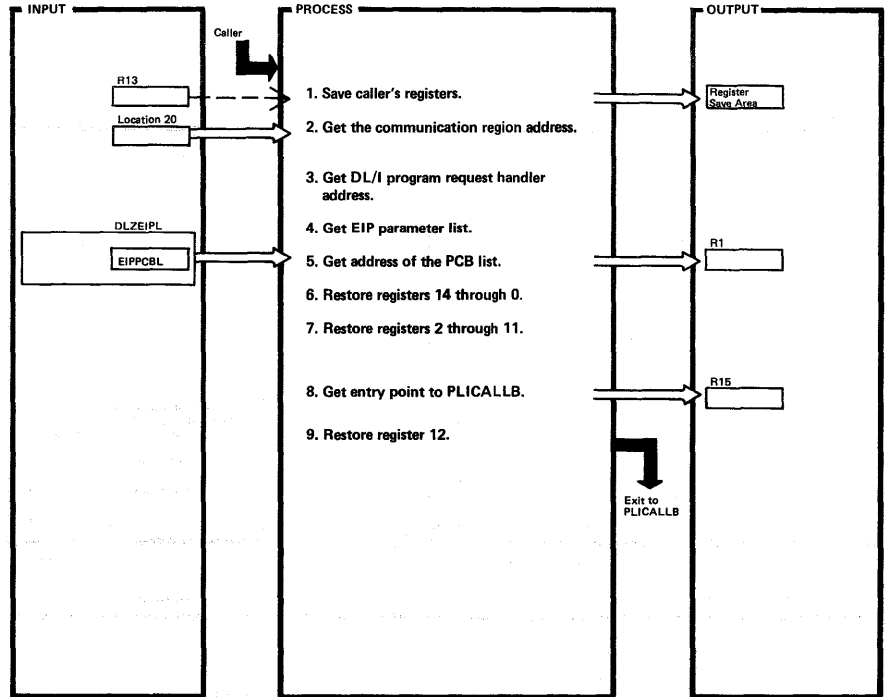 INPUT
PROCESS
OUTPUT
Caller
R13
1. Save caller's registers.
Register
Save Area
Location 20
2. Get the communication region address.
3. Get DL/I program request handler
address.
DLZEIPL
4. Get EIP parameter list.
EIPPCBL
5. Get address of the PCB list.
R1
6. Restore registers 14 through 0.
7. Restore registers 2 through 11.
8. Get entry point to PLICALLB.
R15
9. Restore register 12.
Exit to
PLICALLB